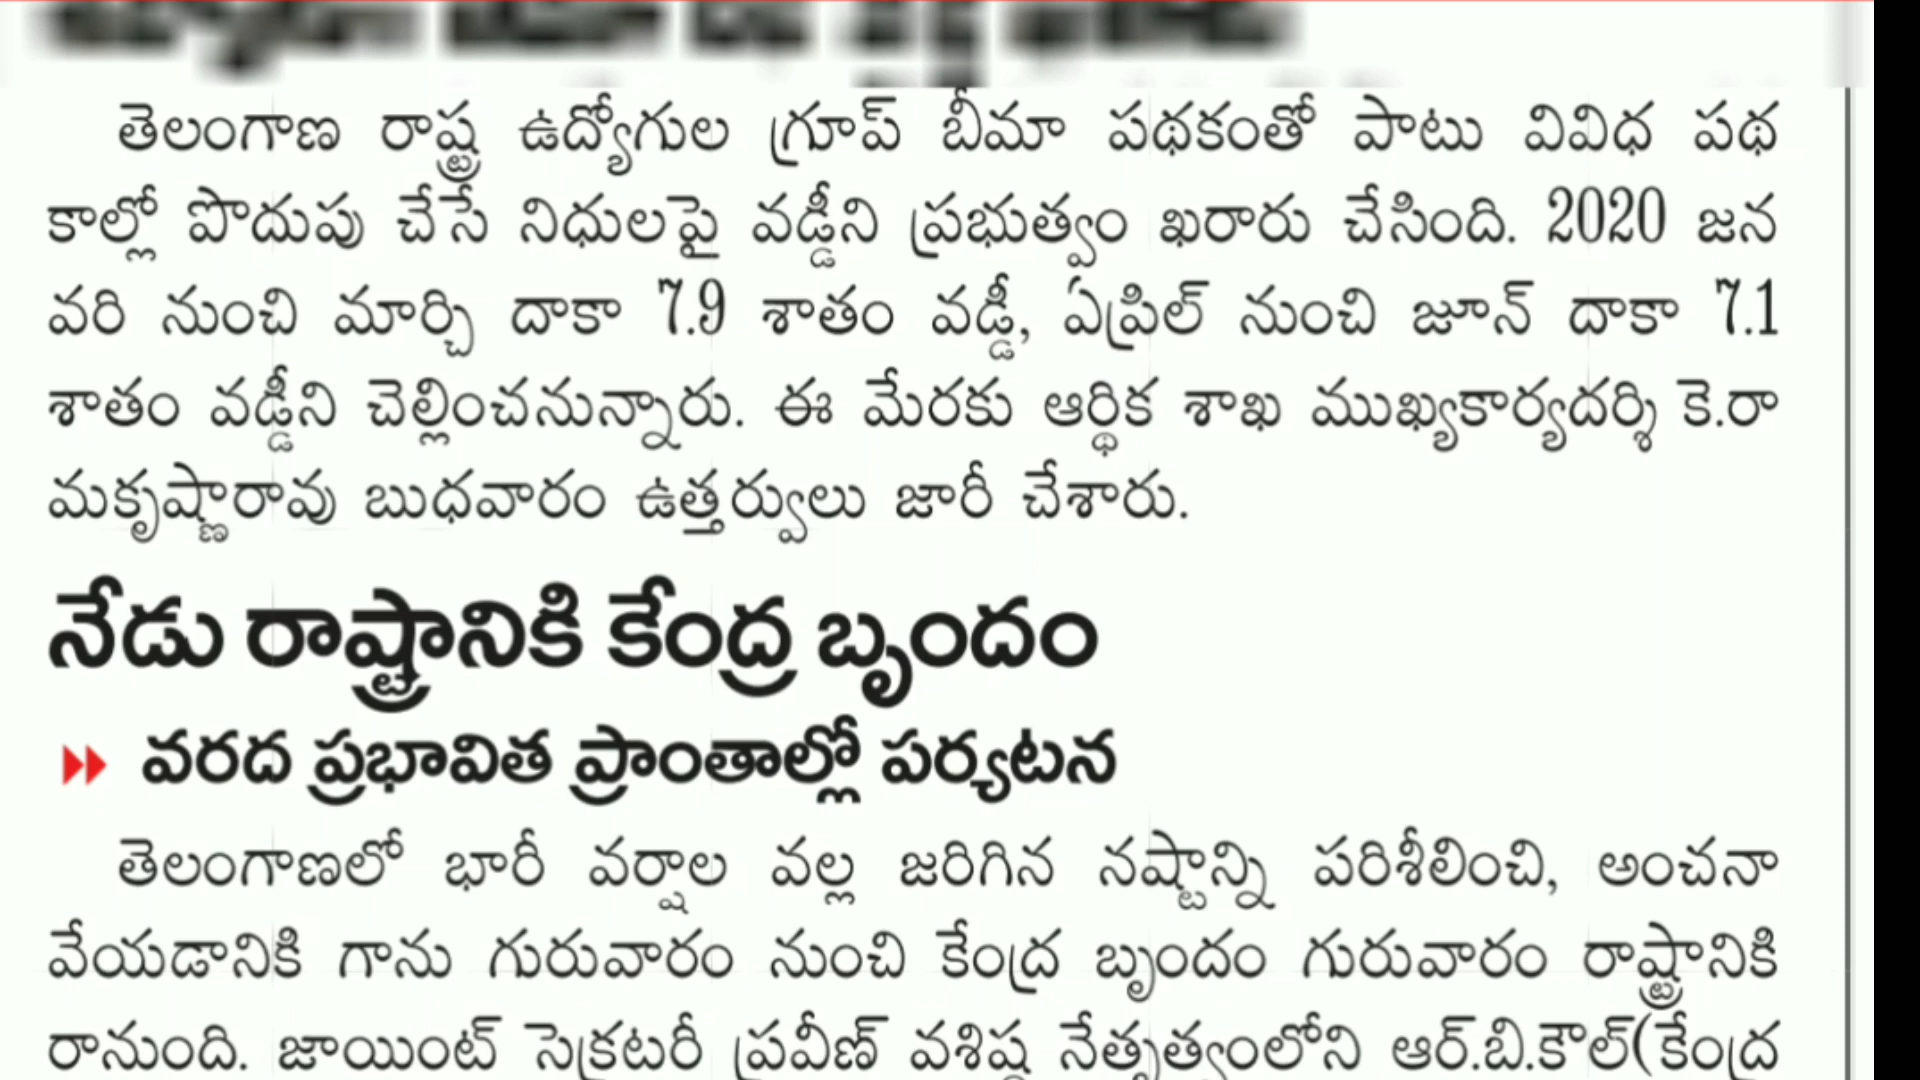 తెలంగాణ రాష్ట్ర ఉద్యోగుల గ్రూప్ బీమా పథకంతో పాటు వివిధ పథ
కాల్లో పొదుపు చేసే నిధులపై వడ్డీని ప్రభుత్వం ఖరారు చేసింది. 2020 జన
వరి నుంచి మార్చి దాకా 7.9 శాతం వడ్డీ, ఏప్రిల్ నుంచి జూన్ దాకా 7.1
శాతం వడ్డీని చెల్లించనున్నారు. ఈ మేరకు ఆర్థిక శాఖ ముఖ్యకార్యదర్శి కె.రా
మకృష్ణారావు బుధవారం ఉత్తర్వులు జారీ చేశారు.
నేడు రాష్ట్రానికి కేంద్ర బృందం
వరద ప్రభావిత ప్రాంతాల్లో పర్యటన
తెలంగాణలో భారీ వర్షాల వల్ల జరిగిన నష్టాన్ని పరిశీలించి, అంచనా
వేయడానికి గాను గురువారం నుంచి కేంద్ర బృందం గురువారం రాష్ట్రానికి
రానుంది. జాయింట్ సెక్రటరీ ప్రవీణ్ వశిష్ట నేతృత్వంలోని ఆర్.బి.కౌల్(కేంద్ర